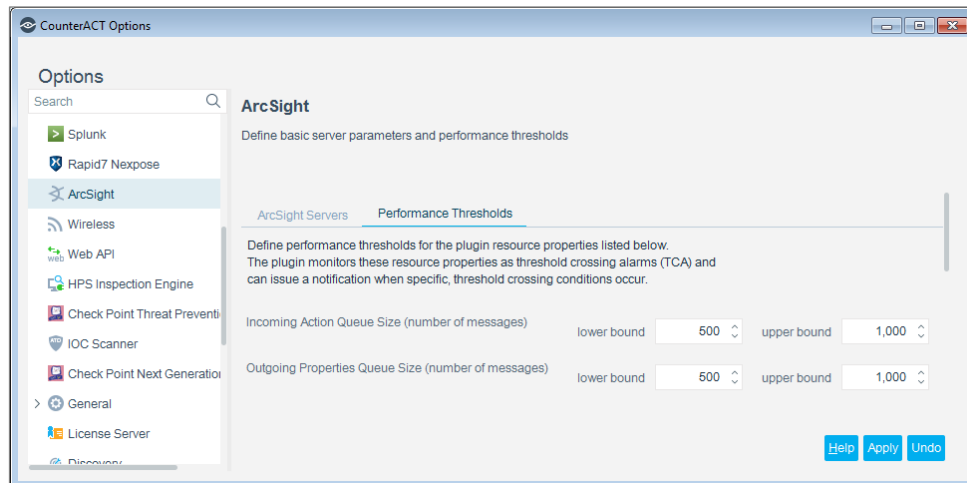 CounterACT Options
Options
Search
Splunk
Rapid7 Nexpose
ArcSight
Wireless
web
Web API
HPS Inspection Engine
Check Point Threat Preventi
ATD
IOC Scanner
Check Point Next Generation
General
License Server
Discovery
ArcSight
Define basic server parameters and performance thresholds
ArcSight Servers
Performance Thresholds
Define performance thresholds for the plugin resource properties listed below.
The plugin monitors these resource properties as threshold crossing alarms (TCA) and
can issue a notification when specific, threshold crossing conditions occur.
Incoming Action Queue Size (number of messages) lower bound 500 upper bound 1,000
Outgoing Properties Queue Size (number of messages) lower bound 500 upper bound 1,000
Help Apply Undo